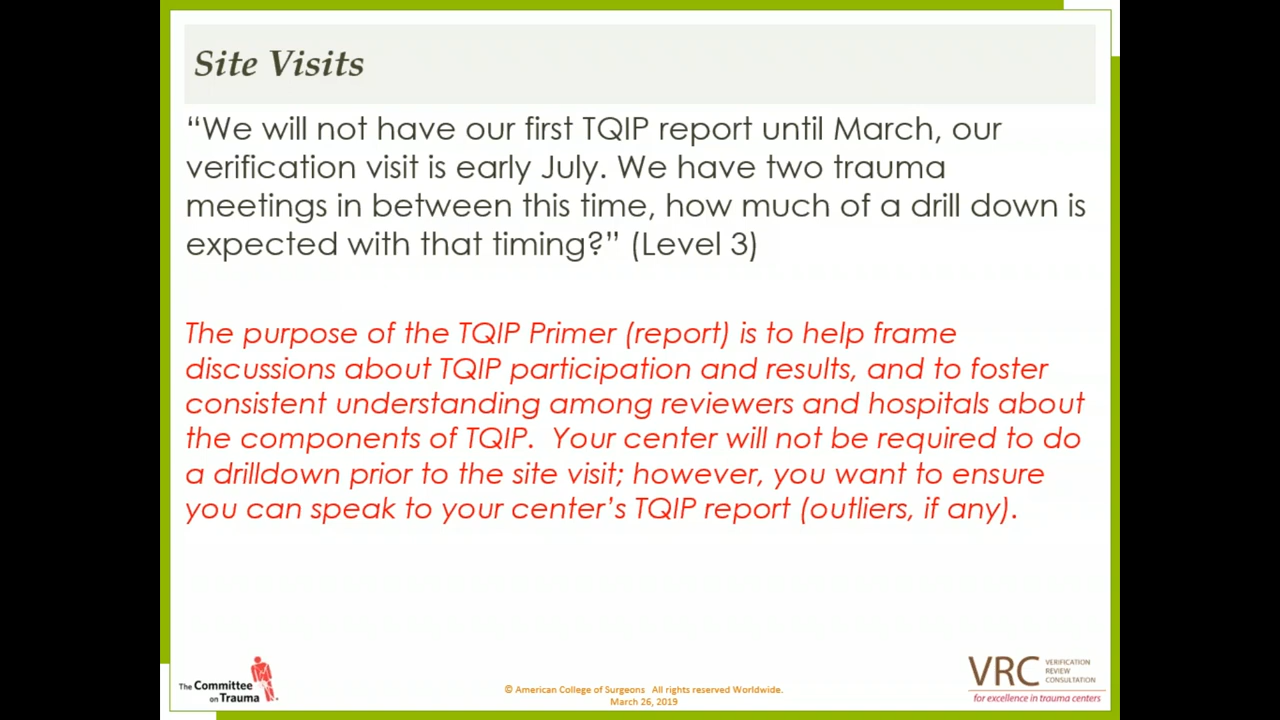 Site Visits
“We will not have our first TQIP report until March, our
verification visit is early July. We have two trauma
meetings in between this time, how much of a drill down is
expected with that timing?” (Level 3)
The purpose of the TQIP Primer (report) is to help frame
discussions about TQIP participation and results, and to foster
consistent understanding among reviewers and hospitals about
the components of TQIP.  Your center will not be required to do
a drilldown prior to the site visit; however, you want to ensure
you can speak to your center’s TQIP report (outliers, if any).
The Committee
on Trauma
© American College of Surgeons   All rights reserved Worldwide.
March 26, 2019
VRC
VERIFICATION
REVIEW
CONSULTATION
for excellence in trauma centers